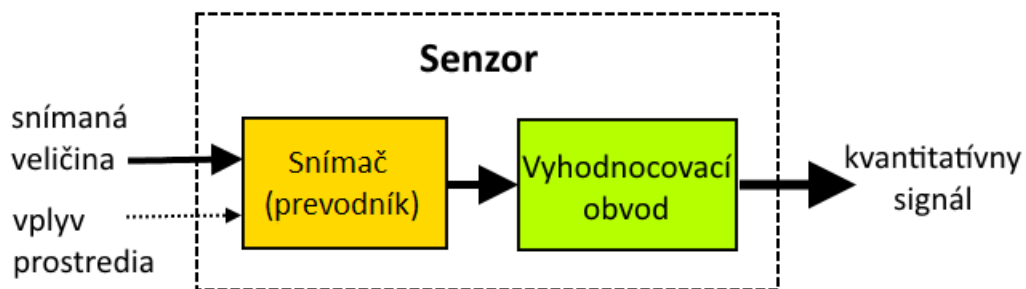 Senzor
snímaná
veličina
vplyv
prostredia
Snímač
(prevodník)
Vyhodnocovací
obvod
kvantitatívny
signál